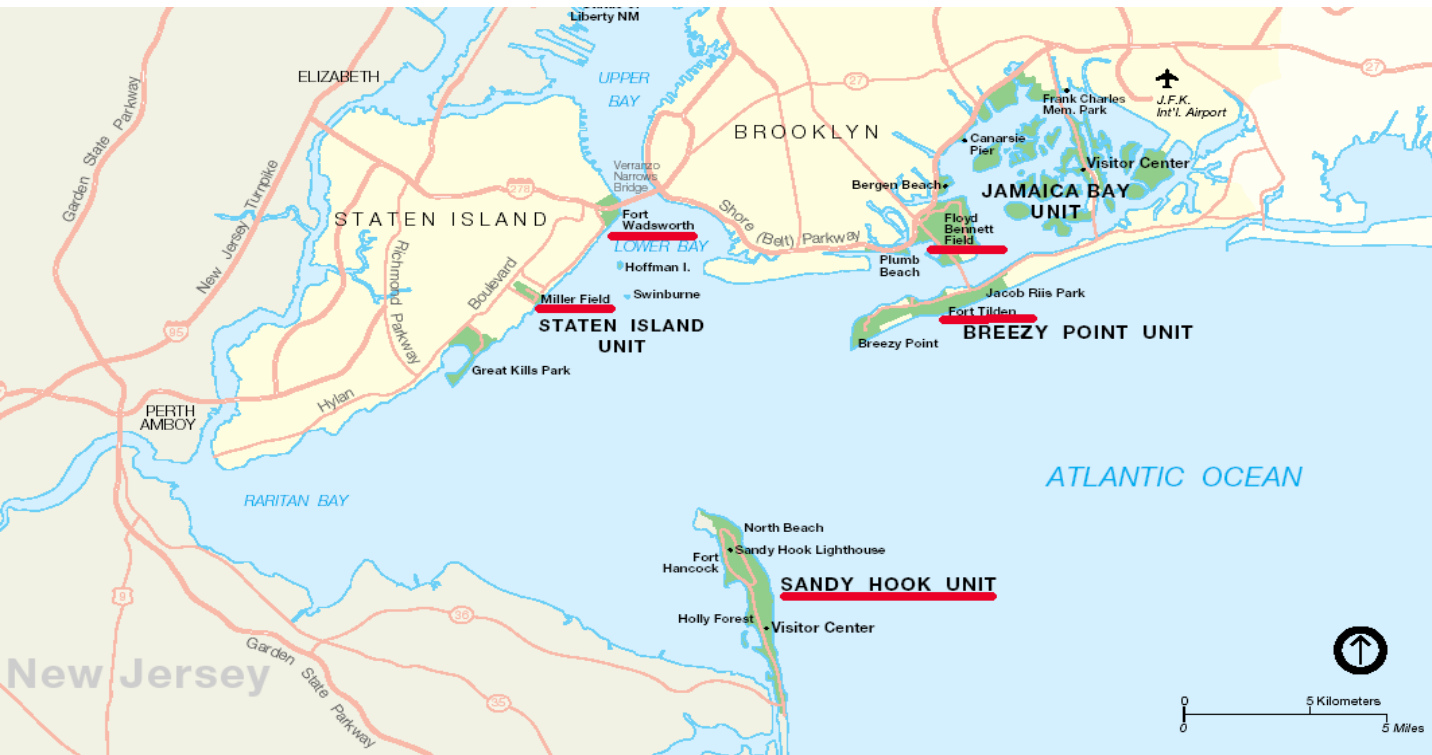 Liberty NM
ELIZABETH
UPPER
BAY
27
27
Frank Charles
Mem. Park
J.F.K.
Int'l. Airport
Garden State Parkway
BROOKLYN
Canarsie
Pier
Verranzo
Narrows
Bridge
Visitor Center
278
Bergen Beach
JAMAICA BAY
UNIT
New Jersey Turnpike
STATEN ISLAND
Fort
Wadsworth
Shore (Belt) Parkway
Floyd
Bennett
Field
LOWER BAY
Plumb
Beach
Hoffman I.
Richmond Parkway
Boulevard
Miller Field
Swinburne
Jacob Riis Park
Fort Tilden
95
STATEN ISLAND
UNIT
BREEZY POINT UNIT
Breezy Point
Great Kills Park
Hylan
PERTH
AMBOY
ATLANTIC OCEAN
RARITAN BAY
North Beach
Sandy Hook Lighthouse
Fort
Hancock
SANDY HOOK UNIT
9
36
Holly Forest
Visitor Center
New Jersey
Garden State Parkway
35
0
5 Kilometers
0
5 Miles